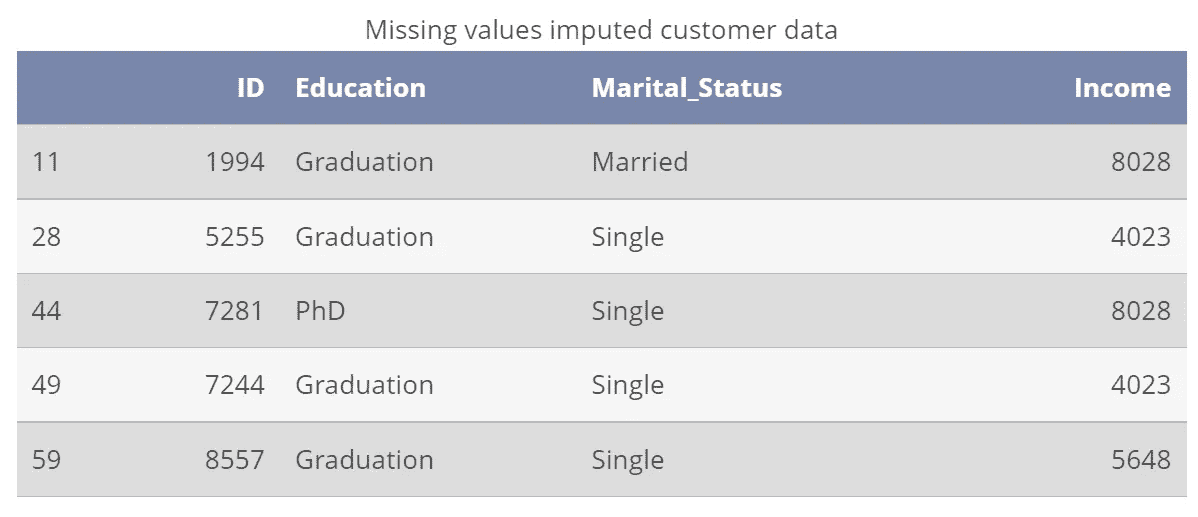 Missing values imputed customer data
ID Education Marital_Status Income
11 1994 Graduation Married 8028
28 5255 Graduation Single 4023
44 7281 PhD Single 8028
49 7244 Graduation Single 4023
59 8557 Graduation Single 5648